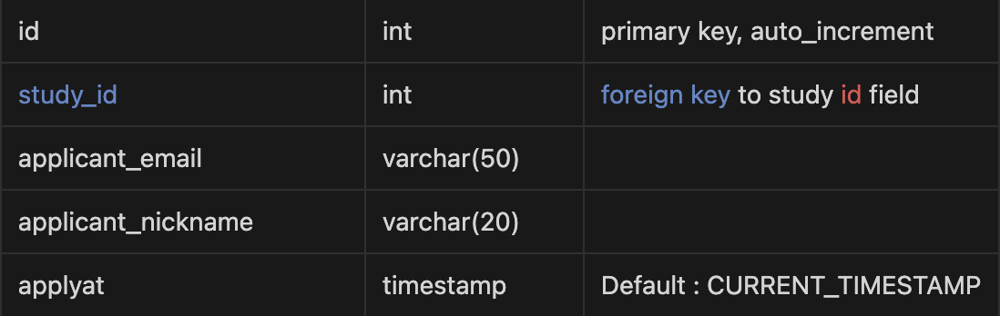 id int primary key, auto_increment
study_id int foreign key to study id field
applicant_email varchar(50)
applicant_nickname varchar(20)
applyat timestamp Default : CURRENT_TIMESTAMP